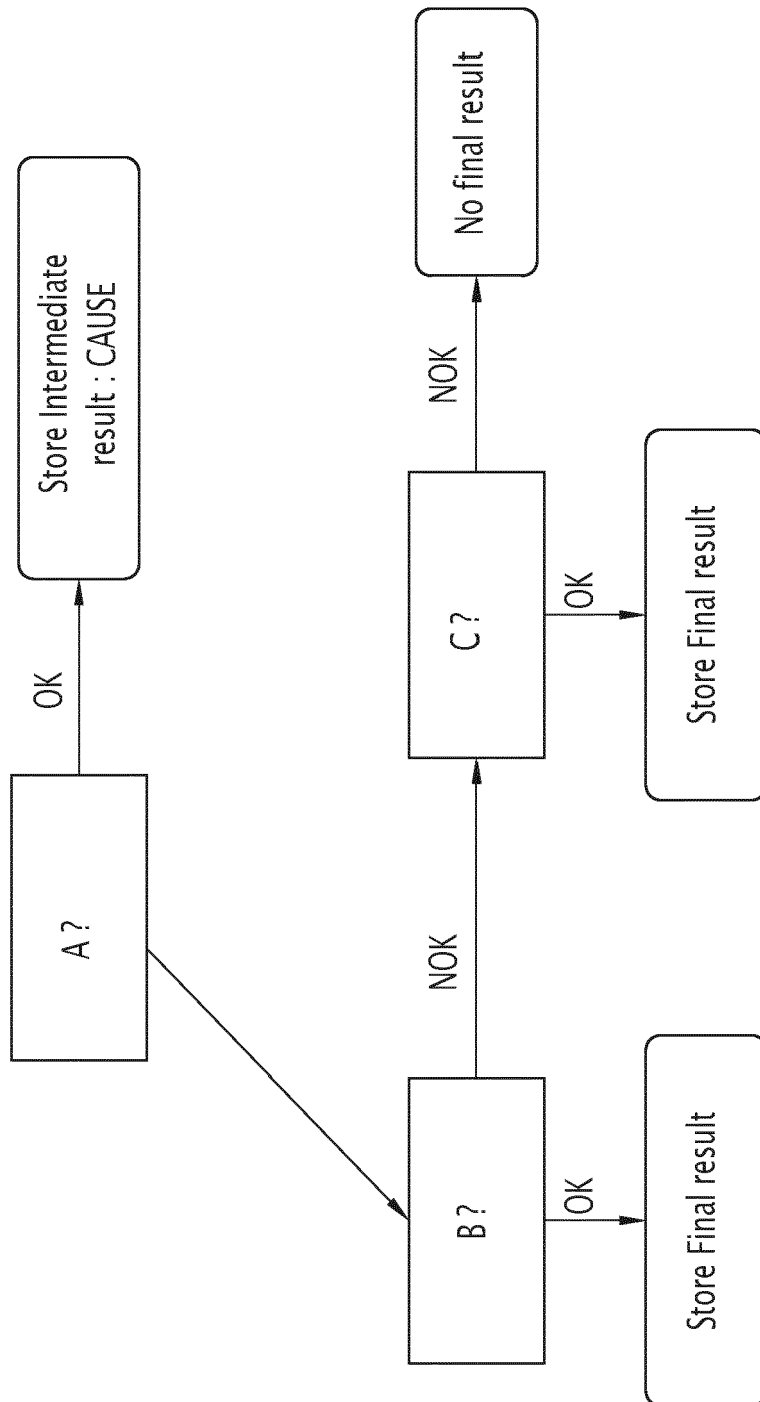 A?
OK
Store Intermediate
result : CAUSE
B?
NOK
C?
NOK
No final result
OK
Store Final result
OK
Store Final result